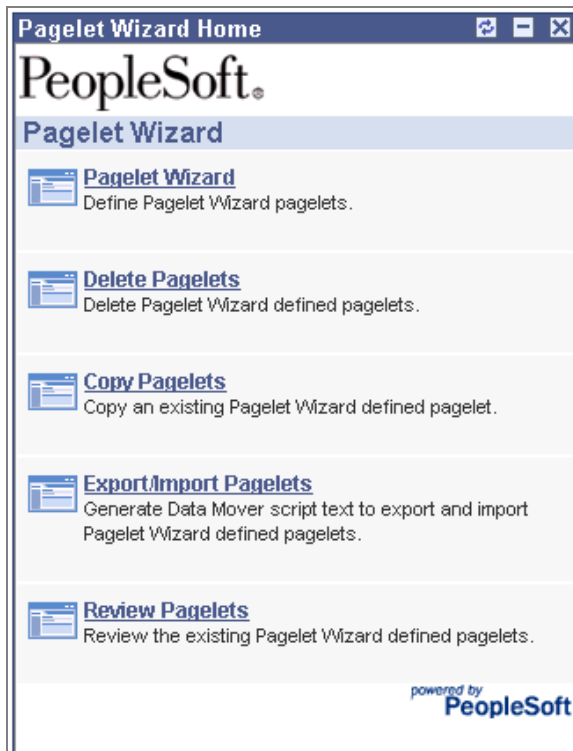 Pagelet Wizard Home
PeopleSoft®
Pagelet Wizard
Pagelet Wizard
Define Pagelet Wizard pagelets.
Delete Pagelets
Delete Pagelet Wizard defined pagelets.
Copy Pagelets
Copy an existing Pagelet Wizard defined pagelet.
Export/Import Pagelets
Generate Data Mover script text to export and import
Pagelet Wizard defined pagelets.
Review Pagelets
Review the existing Pagelet Wizard defined pagelets.
powered by
PeopleSoft